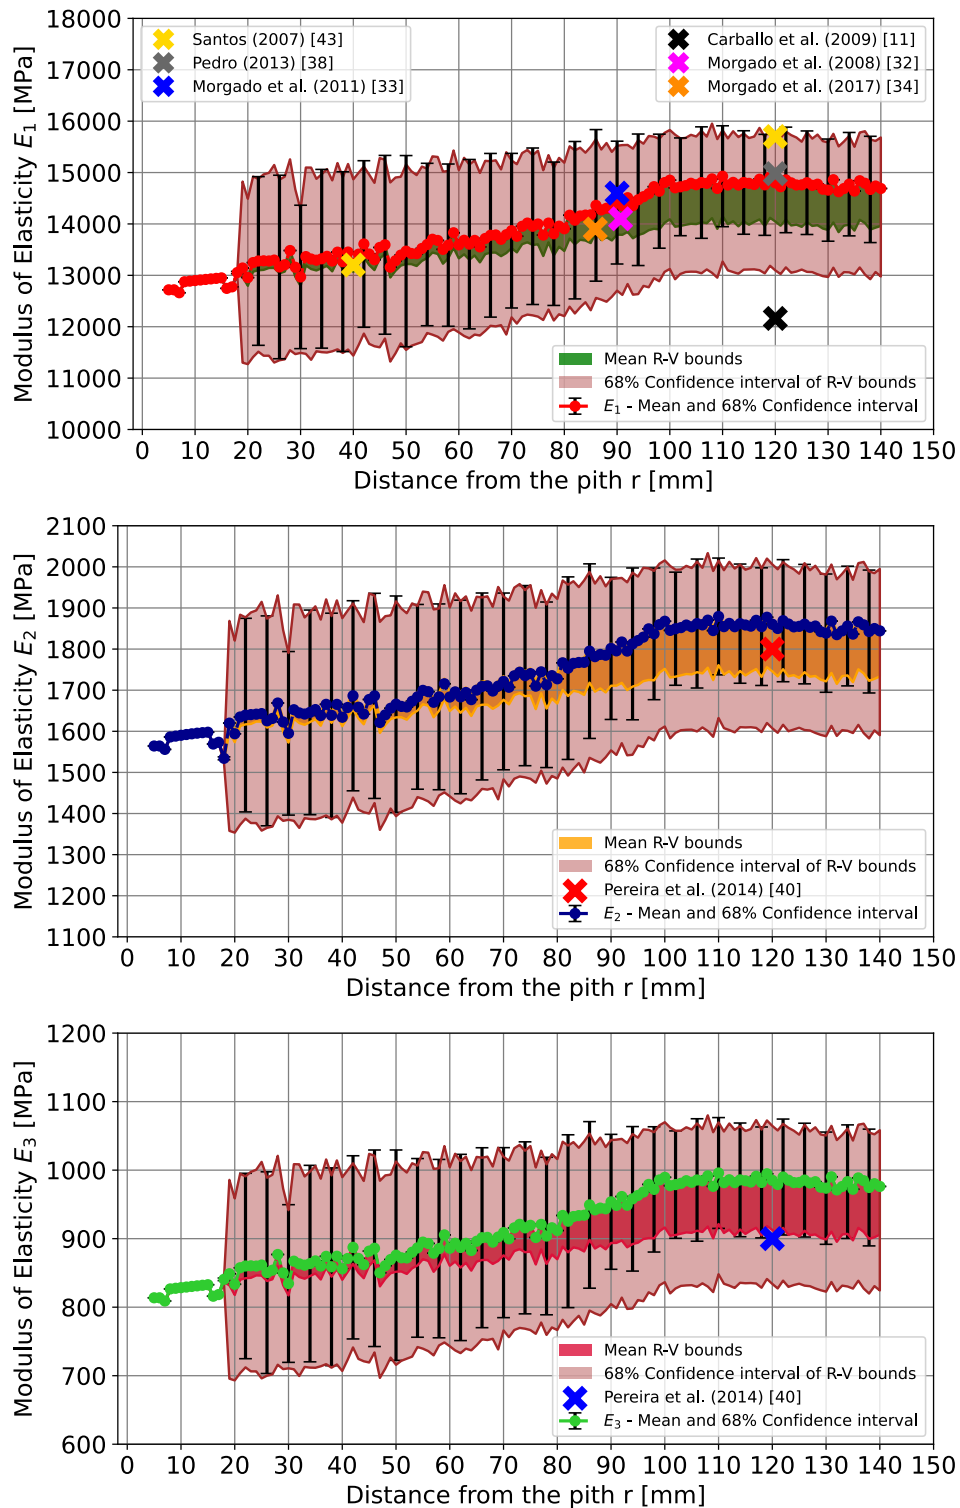 18000
17000
16000
15000
14000
13000
12000
11000
10000
Modulus of Elasticity E1 [MPa]
Santos (2007) [43]
Pedro (2013) [38]
Morgado et al. (2011) [33]
Carballo et al. (2009) [11]
Morgado et al. (2008) [32]
Morgado et al. (2017) [34]
Mean R-V bounds
68% Confidence interval of R-V bounds
E1 - Mean and 68% Confidence interval
0 10 20 30 40 50 60 70 80 90 100 110 120 130 140 150
Distance from the pith r [mm]
2100
2000
1900
1800
1700
1600
1500
1400
1300
1200
1100
Modulus of Elasticity E2 [MPa]
Mean R-V bounds
68% Confidence interval of R-V bounds
Pereira et al. (2014) [40]
E2 - Mean and 68% Confidence interval
0 10 20 30 40 50 60 70 80 90 100 110 120 130 140 150
Distance from the pith r [mm]
1200
1100
1000
900
800
700
600
Modulus of Elasticity E3 [MPa]
Mean R-V bounds
68% Confidence interval of R-V bounds
Pereira et al. (2014) [40]
E3 - Mean and 68% Confidence interval
0 10 20 30 40 50 60 70 80 90 100 110 120 130 140 150
Distance from the pith r [mm]